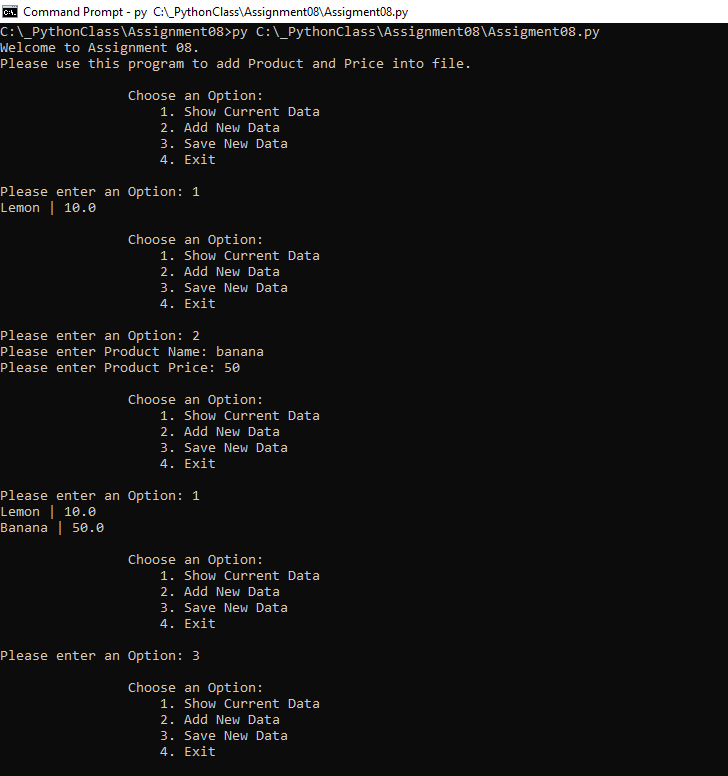 Command Prompt - py  C:\_PythonClass\Assignment08\Assigment08.py
C:\_PythonClass\Assignment08>py C:\_PythonClass\Assignment08\Assigment08.py
Welcome to Assignment 08.
Please use this program to add Product and Price into file.
Choose an Option:
1. Show Current Data
2. Add New Data
3. Save New Data
4. Exit
Please enter an Option: 1
Lemon | 10.0
Choose an Option:
1. Show Current Data
2. Add New Data
3. Save New Data
4. Exit
Please enter an Option: 2
Please enter Product Name: banana
Please enter Product Price: 50
Choose an Option:
1. Show Current Data
2. Add New Data
3. Save New Data
4. Exit
Please enter an Option: 1
Lemon | 10.0
Banana | 50.0
Choose an Option:
1. Show Current Data
2. Add New Data
3. Save New Data
4. Exit
Please enter an Option: 3
Choose an Option:
1. Show Current Data
2. Add New Data
3. Save New Data
4. Exit